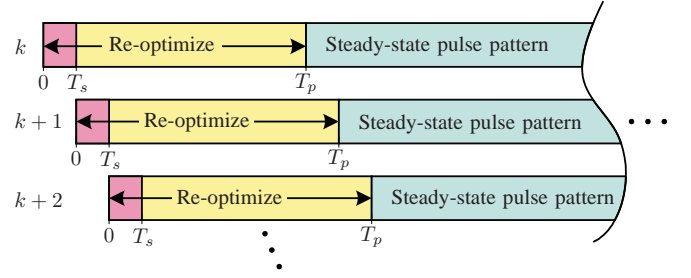 k Re-optimize Steady-state pulse pattern
0 T_s T_p
k + 1 Re-optimize Steady-state pulse pattern
0 T_s T_p
k + 2 Re-optimize Steady-state pulse pattern
0 T_s T_p